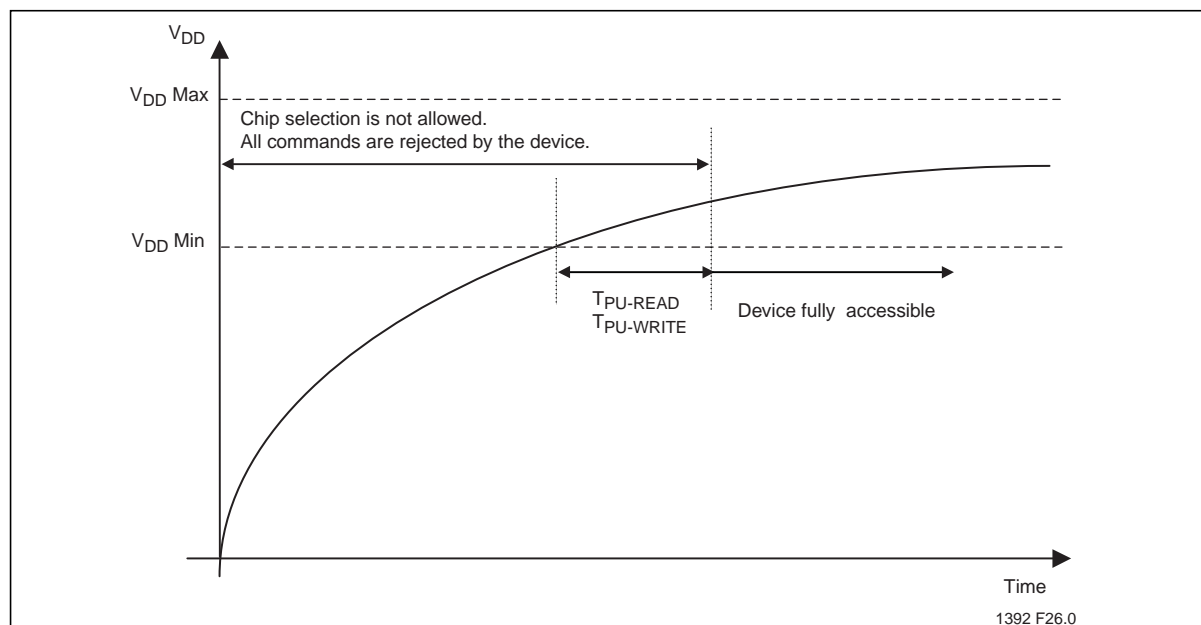 VDD
VDD Max
Chip selection is not allowed.
All commands are rejected by the device.
VDD Min
TPU-READ
TPU-WRITE
Device fully accessible
Time
1392 F26.0